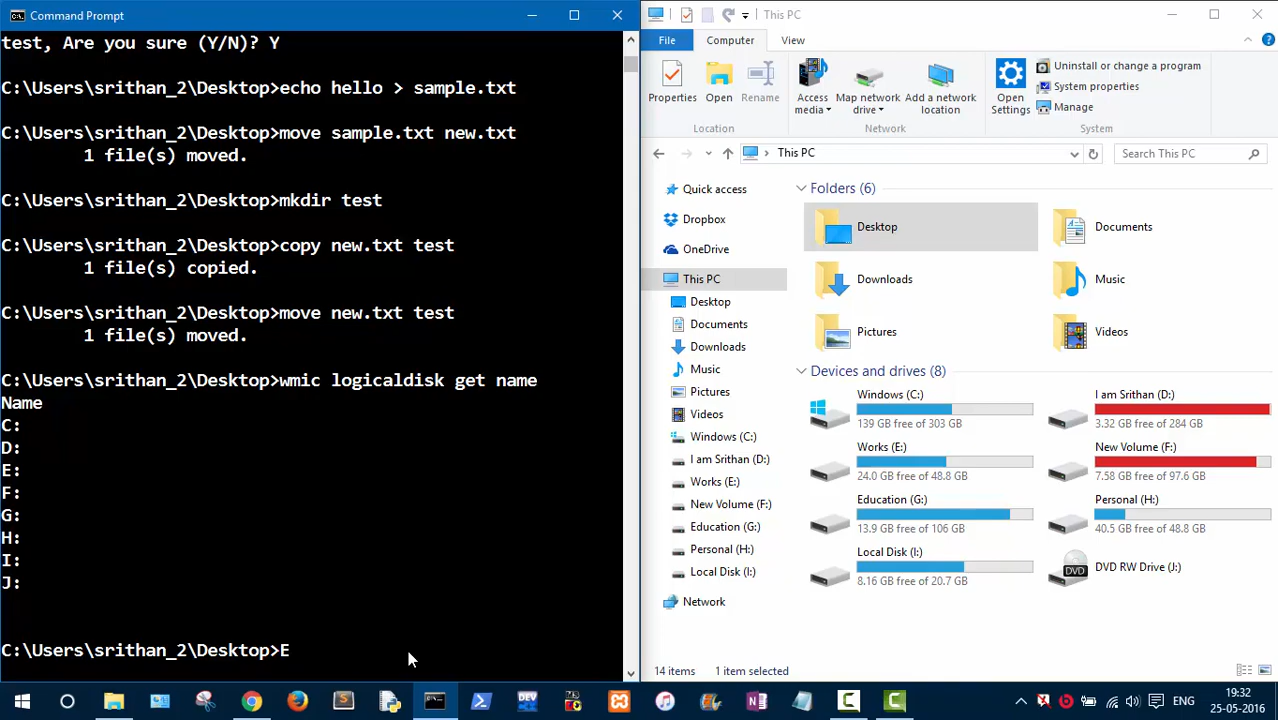 Command Prompt
test, Are you sure (Y/N)? Y
C:\Users\srithan_2\Desktop>echo hello > sample.txt
C:\Users\srithan_2\Desktop>move sample.txt new.txt
1 file(s) moved.
C:\Users\srithan_2\Desktop>mkdir test
C:\Users\srithan_2\Desktop>copy new.txt test
1 file(s) copied.
C:\Users\srithan_2\Desktop>move new.txt test
1 file(s) moved.
C:\Users\srithan_2\Desktop>wmic logicaldisk get name
Name
C:
D:
E:
F:
G:
H:
I:
J:
C:\Users\srithan_2\Desktop>E
This PC
File
Computer
View
Properties
Open
Rename
Access media
Map network drive
Add a network location
Open Settings
Uninstall or change a program
System properties
Manage
Location
Network
System
This PC
Search This PC
Quick access
Dropbox
OneDrive
This PC
Desktop
Documents
Downloads
Music
Pictures
Videos
Windows (C:)
I am Srithan (D:)
Works (E:)
New Volume (F:)
Education (G:)
Personal (H:)
Local Disk (I:)
Network
Folders (6)
Desktop
Documents
Downloads
Music
Pictures
Videos
Devices and drives (8)
Windows (C:)
139 GB free of 303 GB
I am Srithan (D:)
3.32 GB free of 284 GB
Works (E:)
24.0 GB free of 48.8 GB
New Volume (F:)
7.58 GB free of 97.6 GB
Education (G:)
13.9 GB free of 106 GB
Personal (H:)
40.5 GB free of 48.8 GB
Local Disk (I:)
8.16 GB free of 20.7 GB
DVD
DVD RW Drive (J:)
14 items
1 item selected
DEV
ENG
19:32
25-05-2016